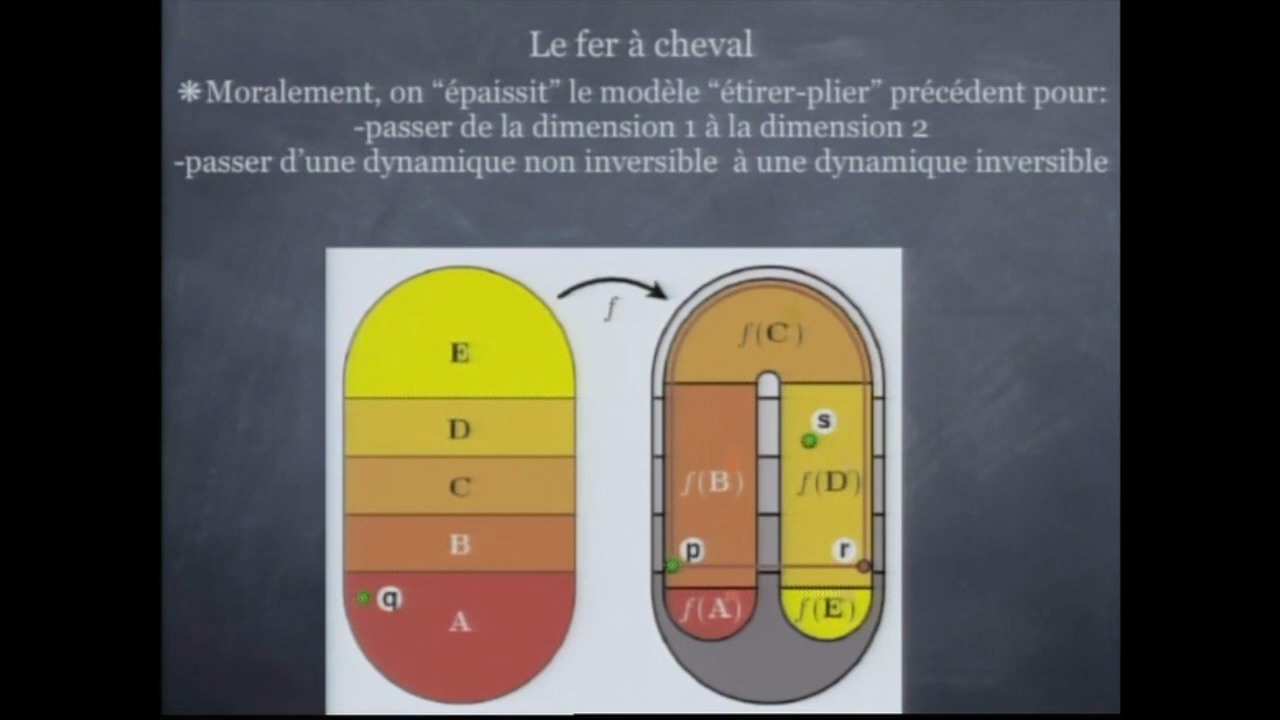 Le fer à cheval
❋Moralement, on “épaissit” le modèle “étirer-plier” précédent pour:
-passer de la dimension 1 à la dimension 2
-passer d’une dynamique non inversible à une dynamique inversible
E
D
C
B
q
A
f
f(C)
s
f(B)
f(D)
p
r
f(A)
f(E)